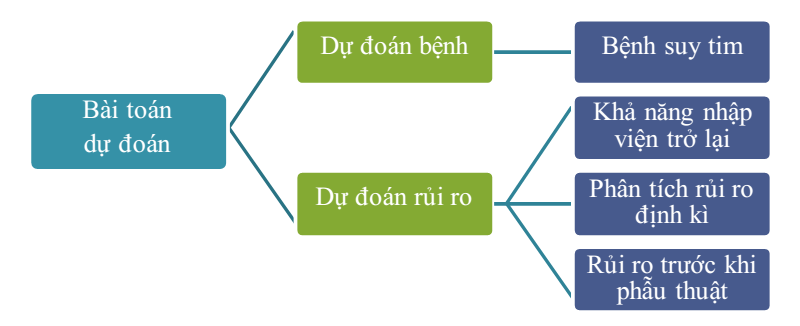 Bài toán
dự đoán
Dự đoán bệnh
Bệnh suy tim
Dự đoán rủi ro
Khả năng nhập
viện trở lại
Phân tích rủi ro
định kì
Rủi ro trước khi
phẫu thuật